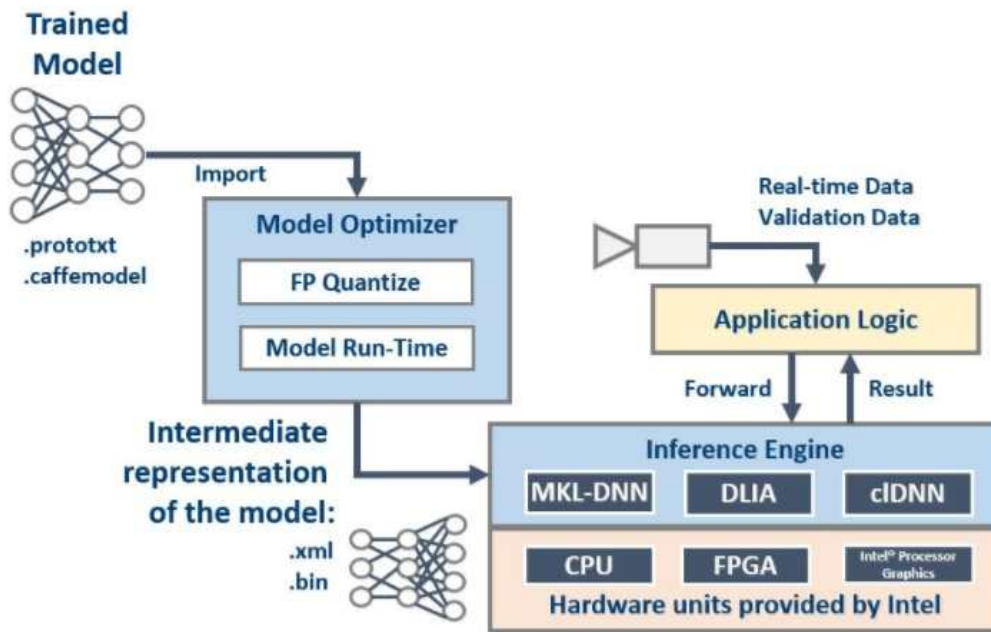 Trained
Model
Import
.prototxt
.caffemodel
Model Optimizer
FP Quantize
Model Run-Time
Real-time Data
Validation Data
Application Logic
Forward
Result
Intermediate
representation
of the model:
.xml
.bin
Inference Engine
MKL-DNN
DLIA
clDNN
CPU
FPGA
Intel® Processor
Graphics
Hardware units provided by Intel